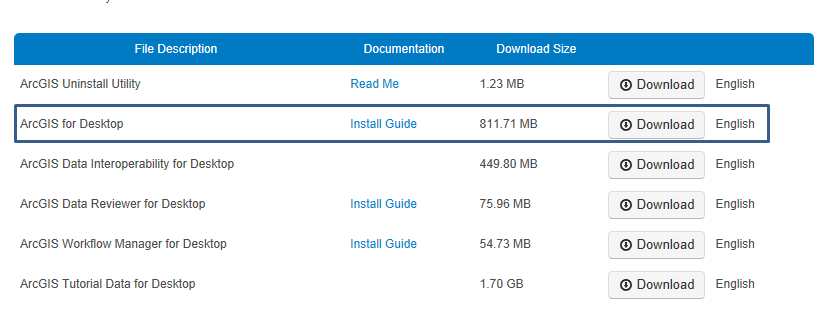 File Description Documentation Download Size
ArcGIS Uninstall Utility Read Me 1.23 MB Download English
ArcGIS for Desktop Install Guide 811.71 MB Download English
ArcGIS Data Interoperability for Desktop 449.80 MB Download English
ArcGIS Data Reviewer for Desktop Install Guide 75.96 MB Download English
ArcGIS Workflow Manager for Desktop Install Guide 54.73 MB Download English
ArcGIS Tutorial Data for Desktop 1.70 GB Download English